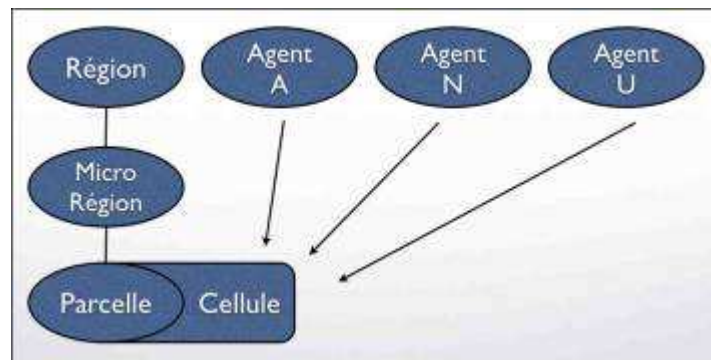 Région
Agent
A
Agent
N
Agent
U
Micro
Région
Parcelle
Cellule